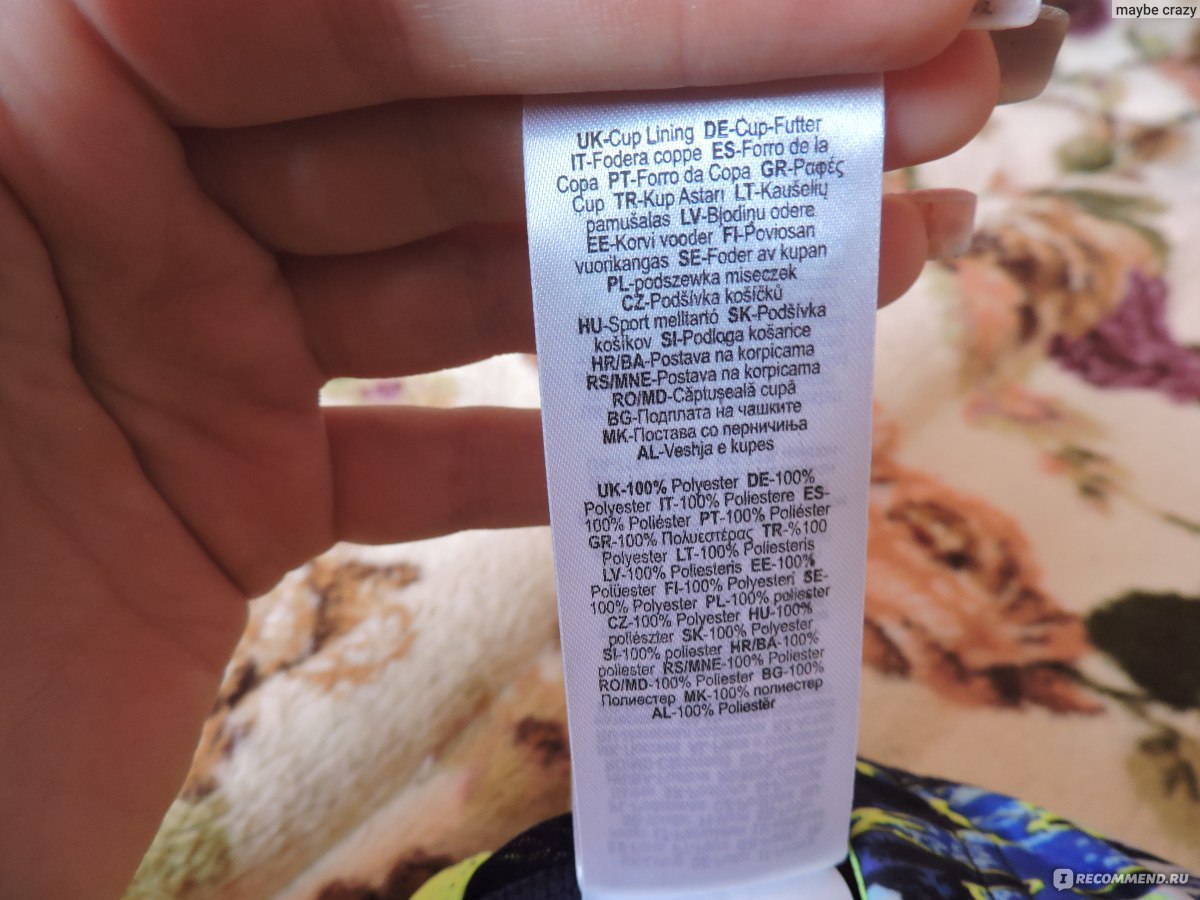 maybe crazy
UK-Cup Lining DE-Cup-Futter
IT-Fodera coppe ES-Forro de la
Copa PT-Forro da Copa GR-Ραφές
Cup TR-Kup Astarı LT-Kaušelių
pamušalas LV-Bļodiņu odere
EE-Korvi vooder FI-Poviosan
vuorikangas SE-Foder av kupan
PL-podszewka miseczek
CZ-Podšívka košíčků
HU-Sport melltartó SK-Podšívka
košíkov SI-Podloga košarice
HR/BA-Postava na korpicama
RS/MNE-Postava na korpicama
RO/MD-Căptușeală cupă
BG-Подплата на чашките
MK-Постава со перничиња
AL-Veshja e kupes
UK-100% Polyester DE-100%
Polyester IT-100% Poliestere ES-
100% Poliéster PT-100% Poliéster
GR-100% Πολυεστέρας TR-%100
Polyester LT-100% Poliesteris
LV-100% Poliesteris EE-100%
Polüester FI-100% Polyesteri SE-
100% Polyester PL-100% poliester
CZ-100% Polyester HU-100%
poliészter SK-100% Polyester
SI-100% poliester HR/BA-100%
poliester RS/MNE-100% Poliester
RO/MD-100% Poliester BG-100%
Полиестер MK-100% полиестер
AL-100% Poliestër
IRECOMMEND.RU